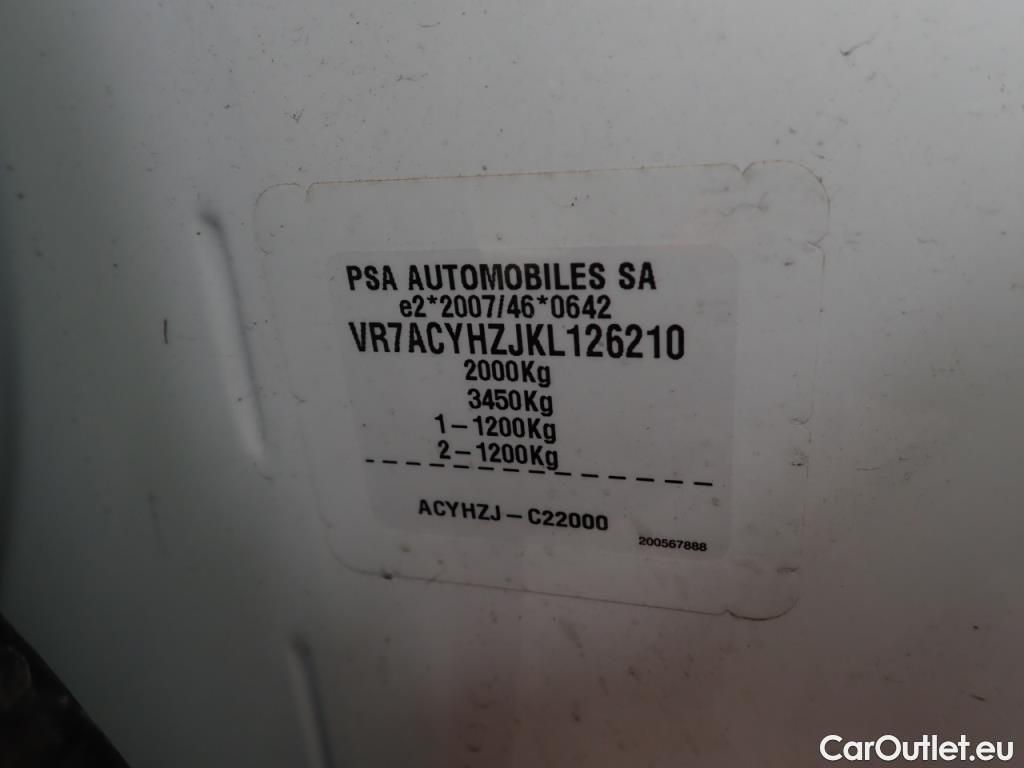 PSA AUTOMOBILES SA
e2*2007/46*0642
VR7ACYHZJKL126210
2000Kg
3450Kg
1-1200Kg
2-1200Kg
ACYHZJ-C22000
200567888
CarOutlet.eu